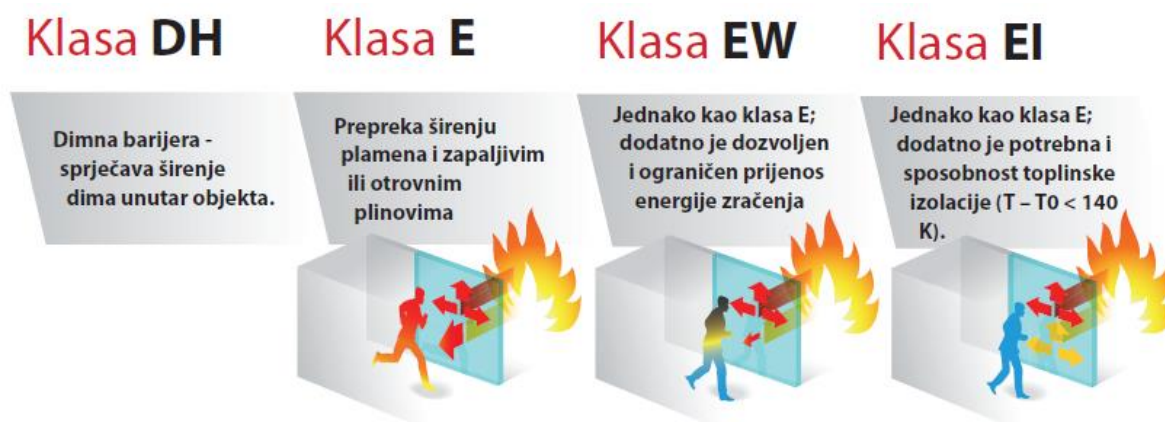 Klasa DH
Dimna barijera -
sprječava širenje
dima unutar objekta.
Klasa E
Prepreka širenju
plamena i zapaljivim
ili otrovnim
plinovima
Klasa EW
Jednako kao klasa E;
dodatno je dozvoljen
i ograničen prijenos
energije zračenja
Klasa EI
Jednako kao klasa E;
dodatno je potrebna i
sposobnost toplinske
izolacije (T – T0 < 140
K).